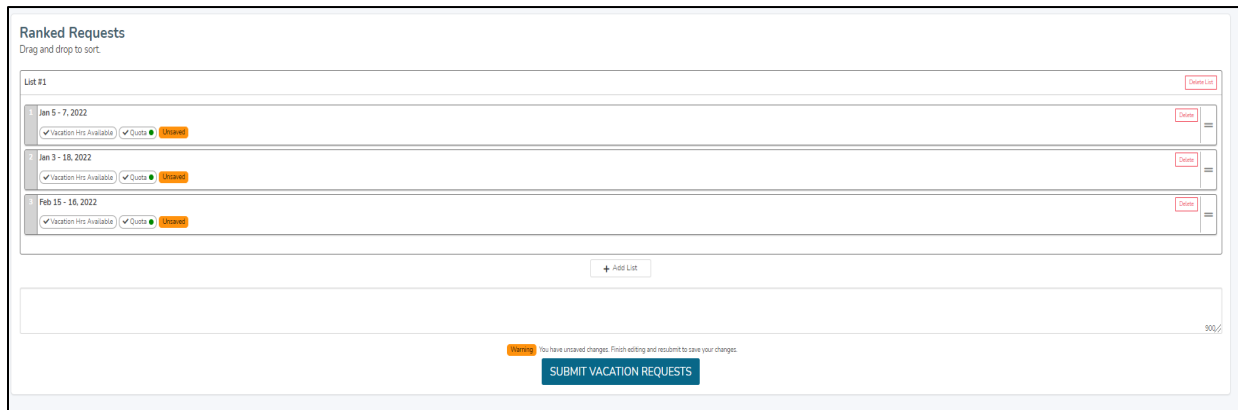 Ranked Requests
Drag and drop to sort.
List #1
Delete List
1 Jan 5 - 7, 2022
Delete
Vacation Hrs Available Quota Unsaved
2 Jan 3 - 18, 2022
Delete
Vacation Hrs Available Quota Unsaved
3 Feb 15 - 16, 2022
Delete
Vacation Hrs Available Quota Unsaved
+ Add List
900
Warning You have unsaved changes. Finish editing and resubmit to save your changes.
SUBMIT VACATION REQUESTS